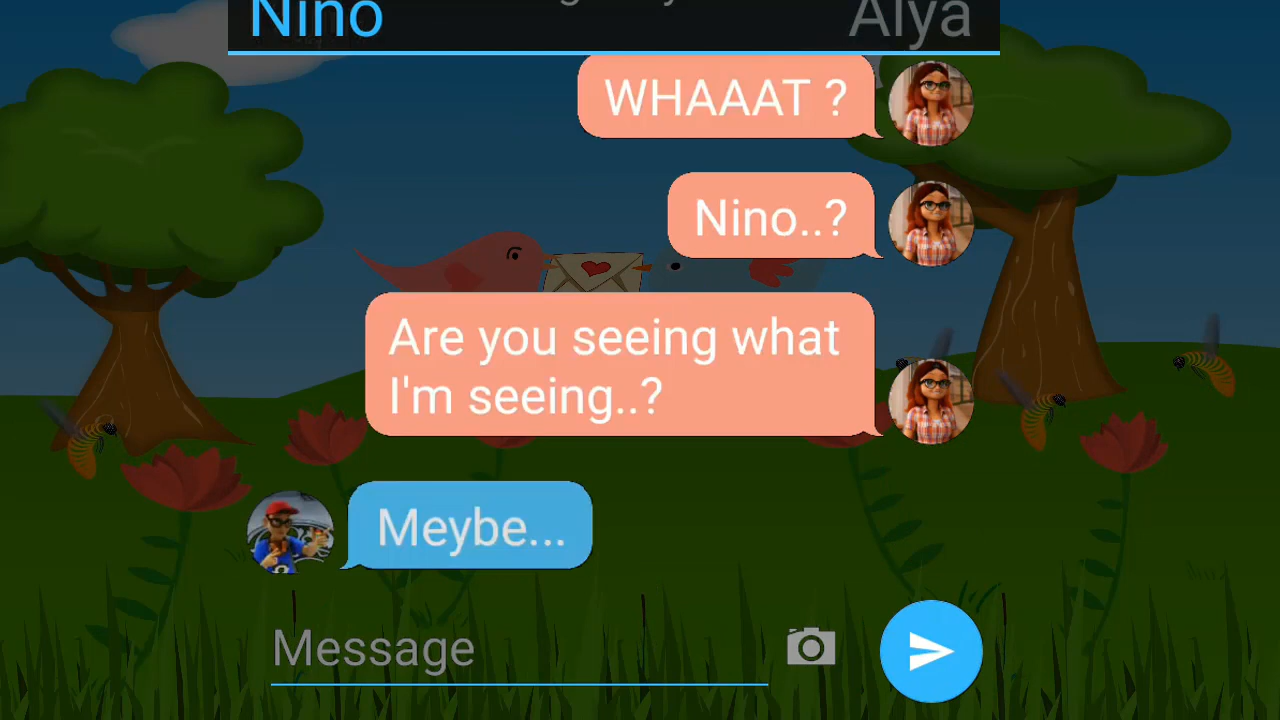 Nino
Alya
WHAAAT ?
Nino..?
Are you seeing what
I'm seeing..?
Meybe...
Message